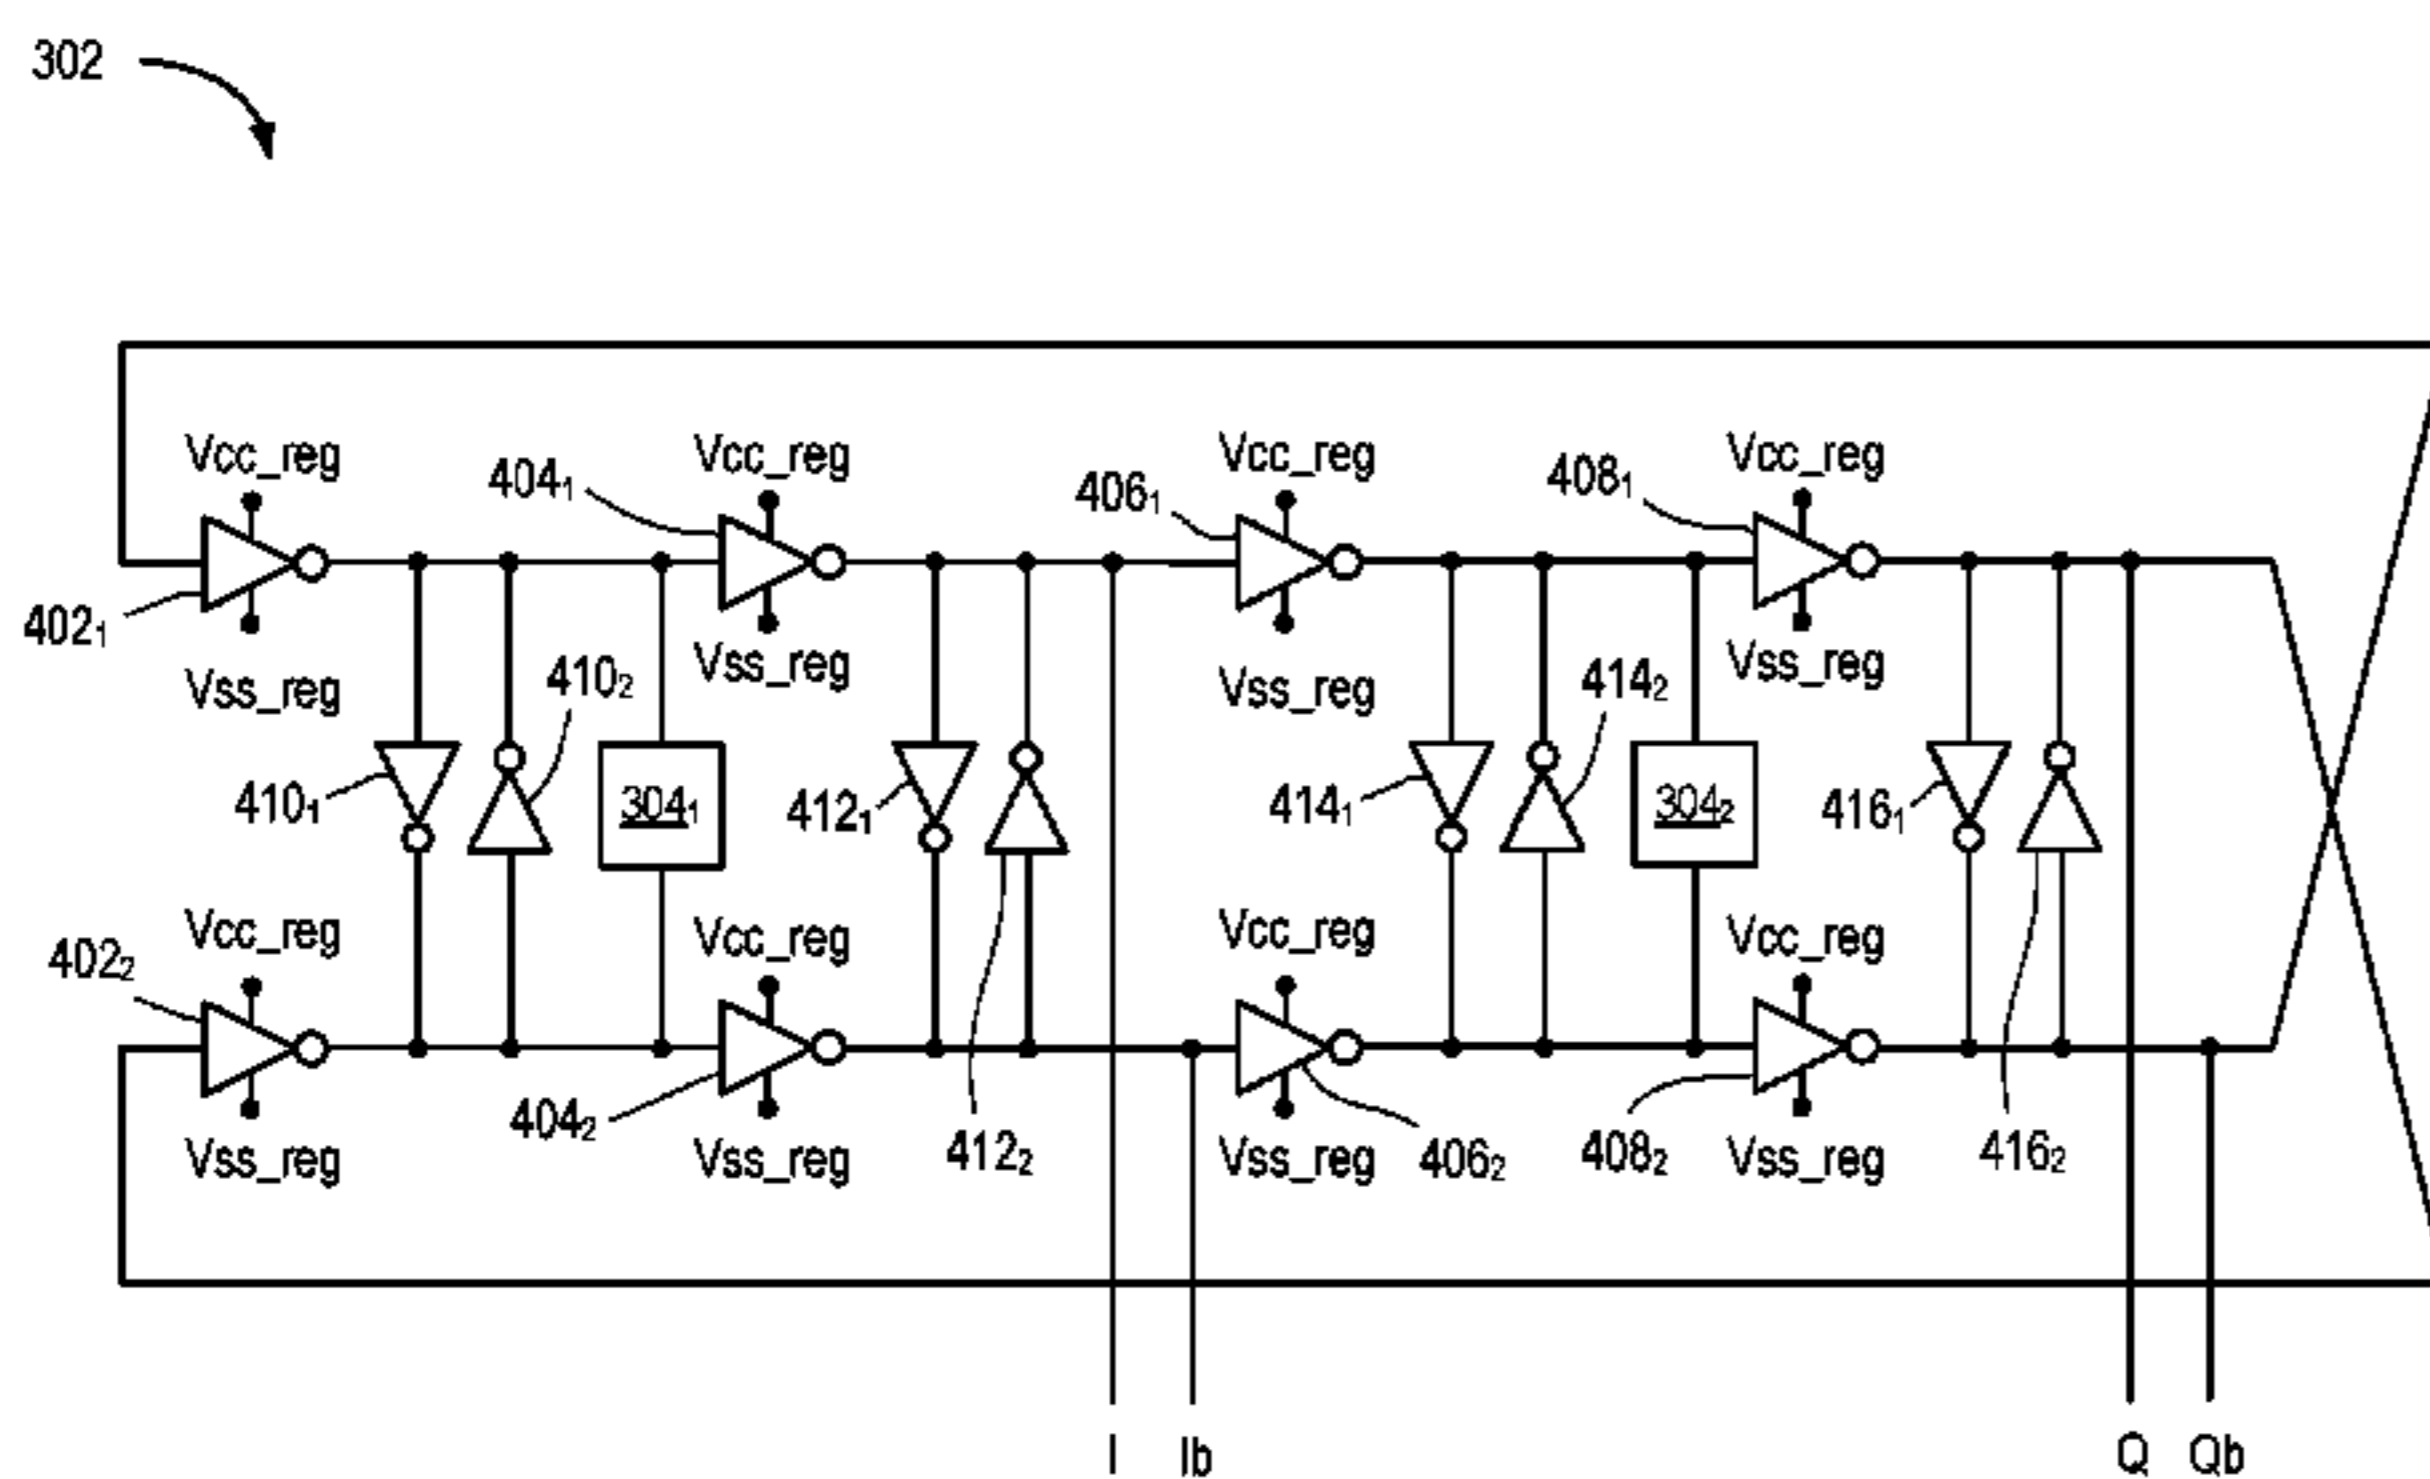 302
Vcc_reg
Vcc_reg
Vcc_reg
Vcc_reg
404₁
406₁
408₁
402₁
Vss_reg
Vss_reg
Vss_reg
Vss_reg
410₂
414₂
410₁
304₁
412₁
414₁
304₂
416₁
Vcc_reg
Vcc_reg
Vcc_reg
Vcc_reg
402₂
404₂
412₂
406₂
408₂
416₂
Vss_reg
Vss_reg
Vss_reg
Vss_reg
I
Ib
Q
Qb